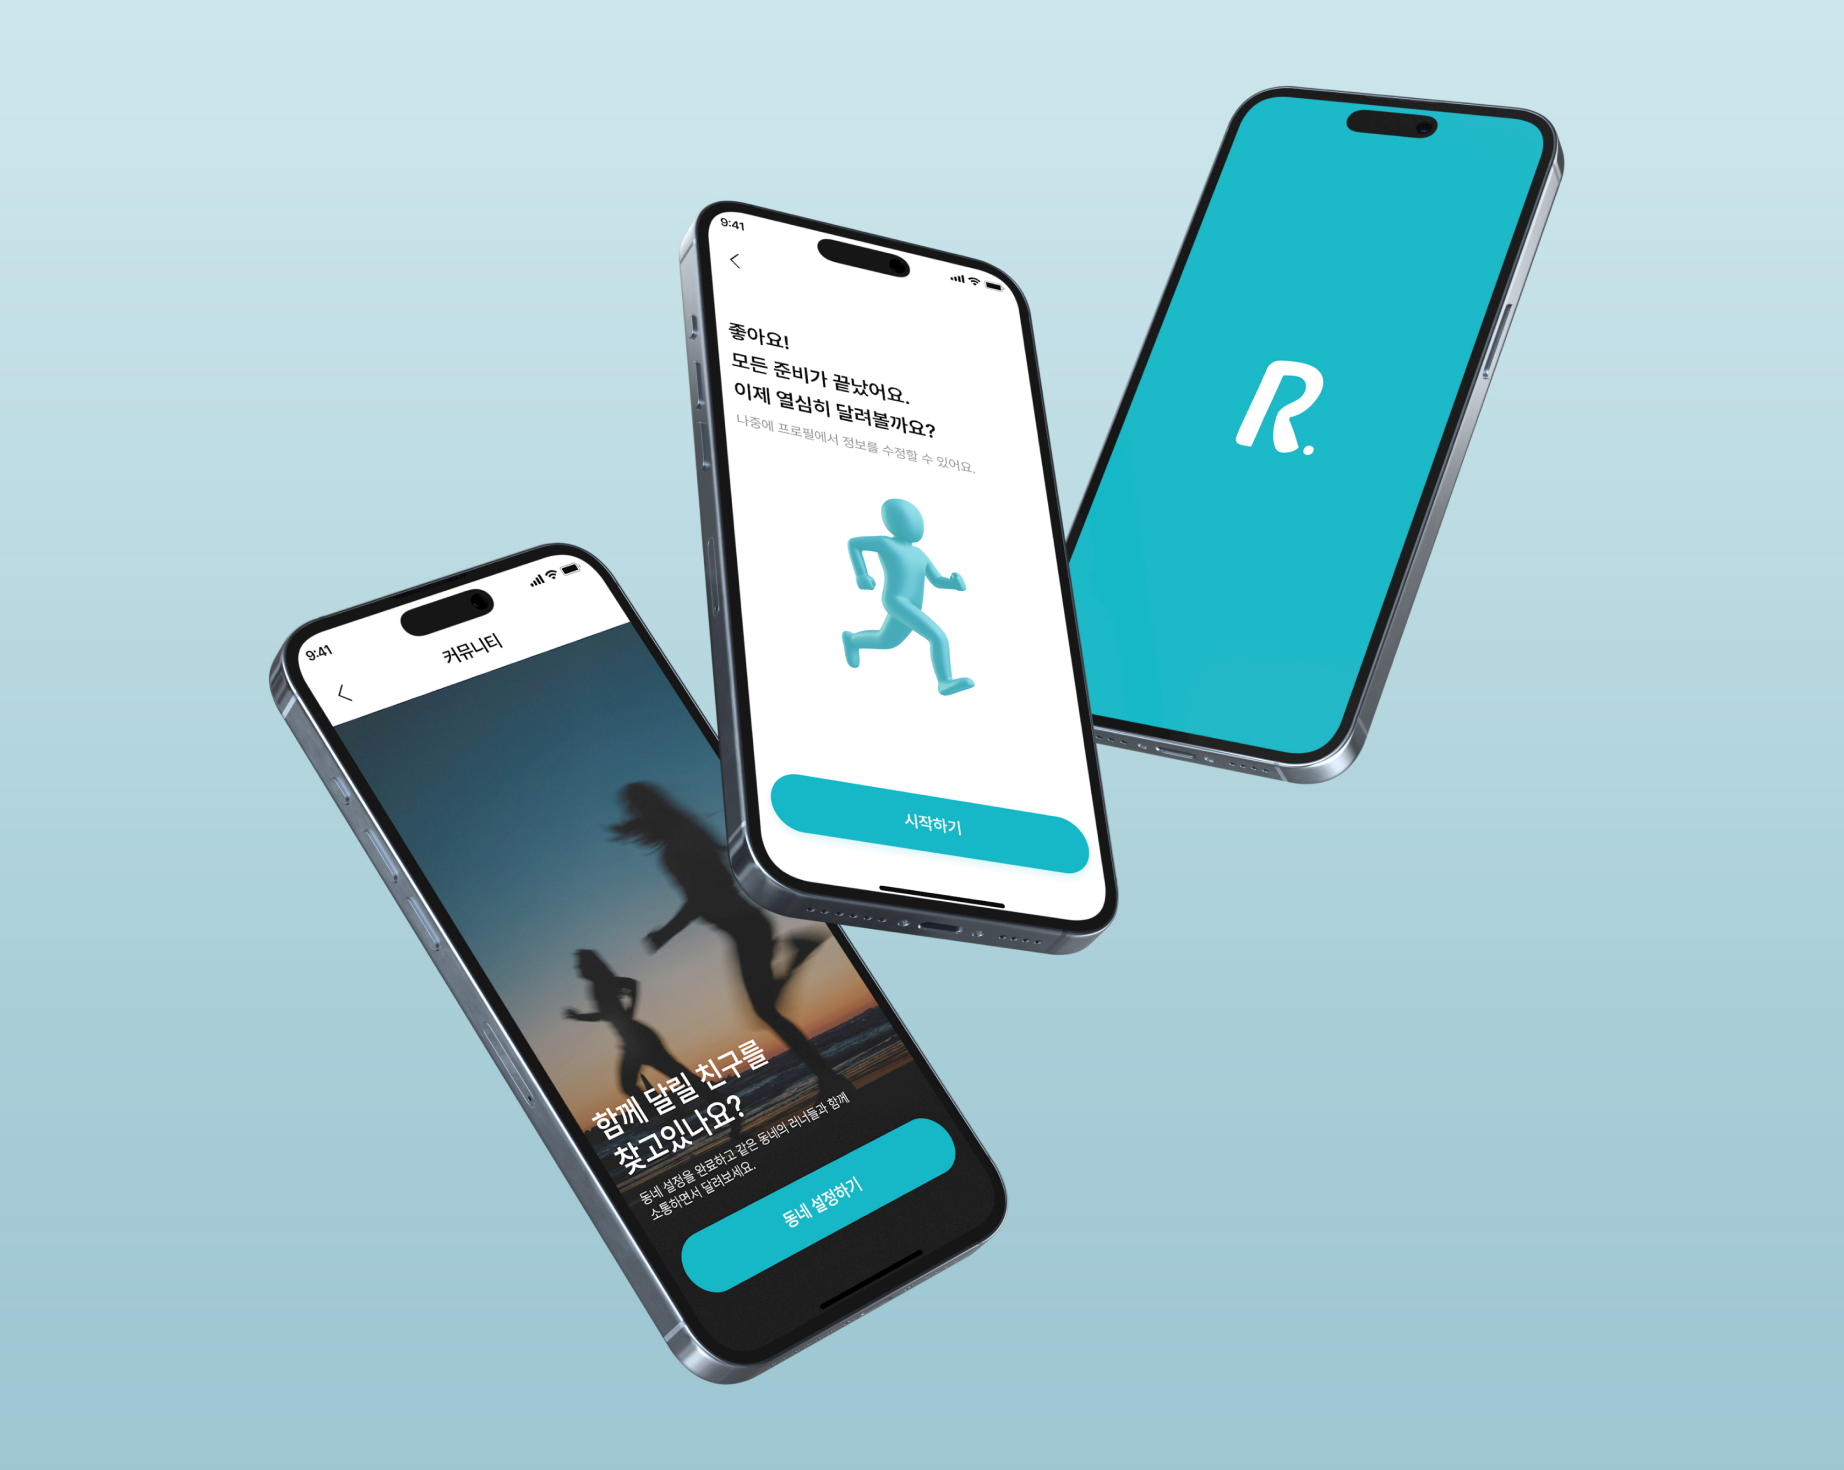 9:41
좋아요!
모든 준비가 끝났어요.
이제 열심히 달려볼까요?
나중에 프로필에서 정보를 수정할 수 있어요.
시작하기
R.
9:41
커뮤니티
함께 달릴 친구를
찾고있나요?
동네 설정을 완료하고 같은 동네의 러너들과 함께
소통하면서 달려보세요.
동네 설정하기